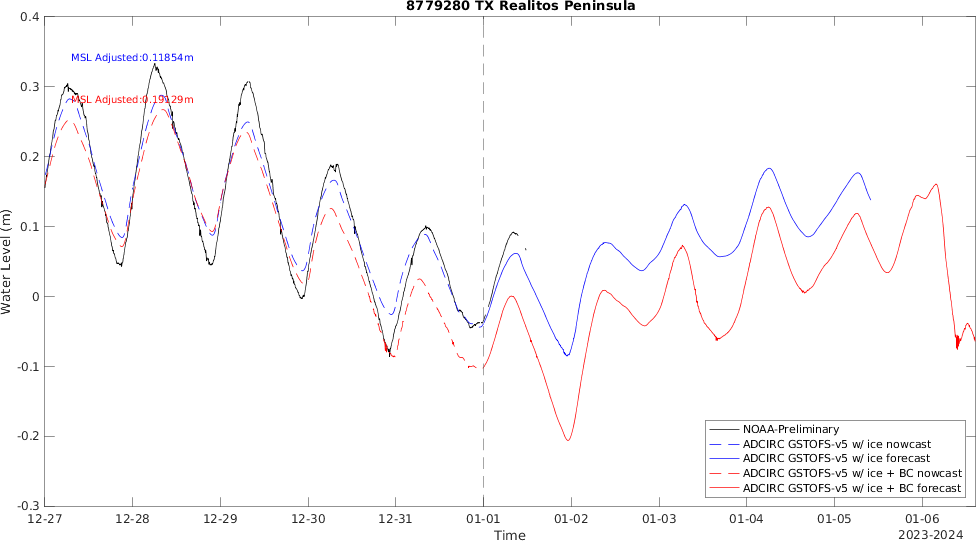 8779280 TX Realitos Peninsula
MSL Adjusted:0.11854m
MSL Adjusted:0.19129m
Water Level (m)
0.4
0.3
0.2
0.1
0
-0.1
-0.2
-0.3
NOAA-Preliminary
ADCIRC GSTOFS-v5 w/ ice nowcast
ADCIRC GSTOFS-v5 w/ ice forecast
ADCIRC GSTOFS-v5 w/ ice + BC nowcast
ADCIRC GSTOFS-v5 w/ ice + BC forecast
12-27 12-28 12-29 12-30 12-31 01-01 01-02 01-03 01-04 01-05 01-06
Time
2023-2024